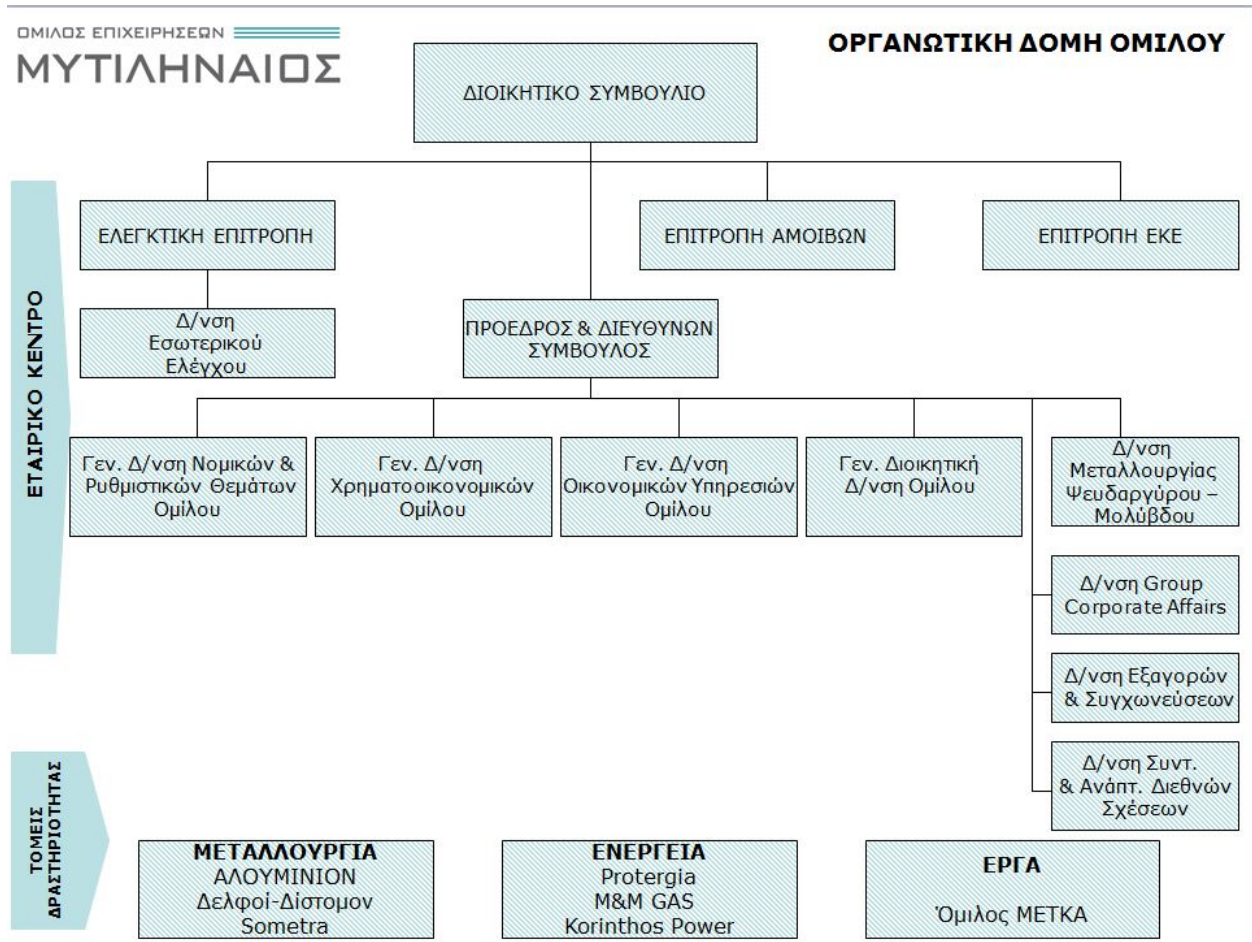 ΟΜΙΛΟΣ ΕΠΙΧΕΙΡΗΣΕΩΝ
ΜΥΤΙΛΗΝΑΙΟΣ
ΟΡΓΑΝΩΤΙΚΗ ΔΟΜΗ ΟΜΙΛΟΥ
ΔΙΟΙΚΗΤΙΚΟ ΣΥΜΒΟΥΛΙΟ
ΕΤΑΙΡΙΚΟ ΚΕΝΤΡΟ
ΕΛΕΓΚΤΙΚΗ ΕΠΙΤΡΟΠΗ
ΕΠΙΤΡΟΠΗ ΑΜΟΙΒΩΝ
ΕΠΙΤΡΟΠΗ ΕΚΕ
Δ/νση
Εσωτερικού
Ελέγχου
ΠΡΟΕΔΡΟΣ & ΔΙΕΥΘΥΝΩΝ
ΣΥΜΒΟΥΛΟΣ
Γεν. Δ/νση Νομικών &
Ρυθμιστικών Θεμάτων
Ομίλου
Γεν. Δ/νση
Χρηματοοικονομικών
Ομίλου
Γεν. Δ/νση
Οικονομικών Υπηρεσιών
Ομίλου
Γεν. Διοικητική
Δ/νση Ομίλου
Δ/νση
Μεταλλουργίας
Ψευδαργύρου –
Μολύβδου
Δ/νση Group
Corporate Affairs
Δ/νση Εξαγορών
& Συγχωνεύσεων
Δ/νση Συντ.
& Ανάπτ. Διεθνών
Σχέσεων
ΤΟΜΕΙΣ
ΔΡΑΣΤΗΡΙΟΤΗΤΑΣ
ΜΕΤΑΛΛΟΥΡΓΙΑ
ΑΛΟΥΜΙΝΙΟΝ
Δελφοί-Δίστομον
Sometra
ΕΝΕΡΓΕΙΑ
Protergia
M&M GAS
Korinthos Power
ΕΡΓΑ
Όμιλος ΜΕΤΚΑ